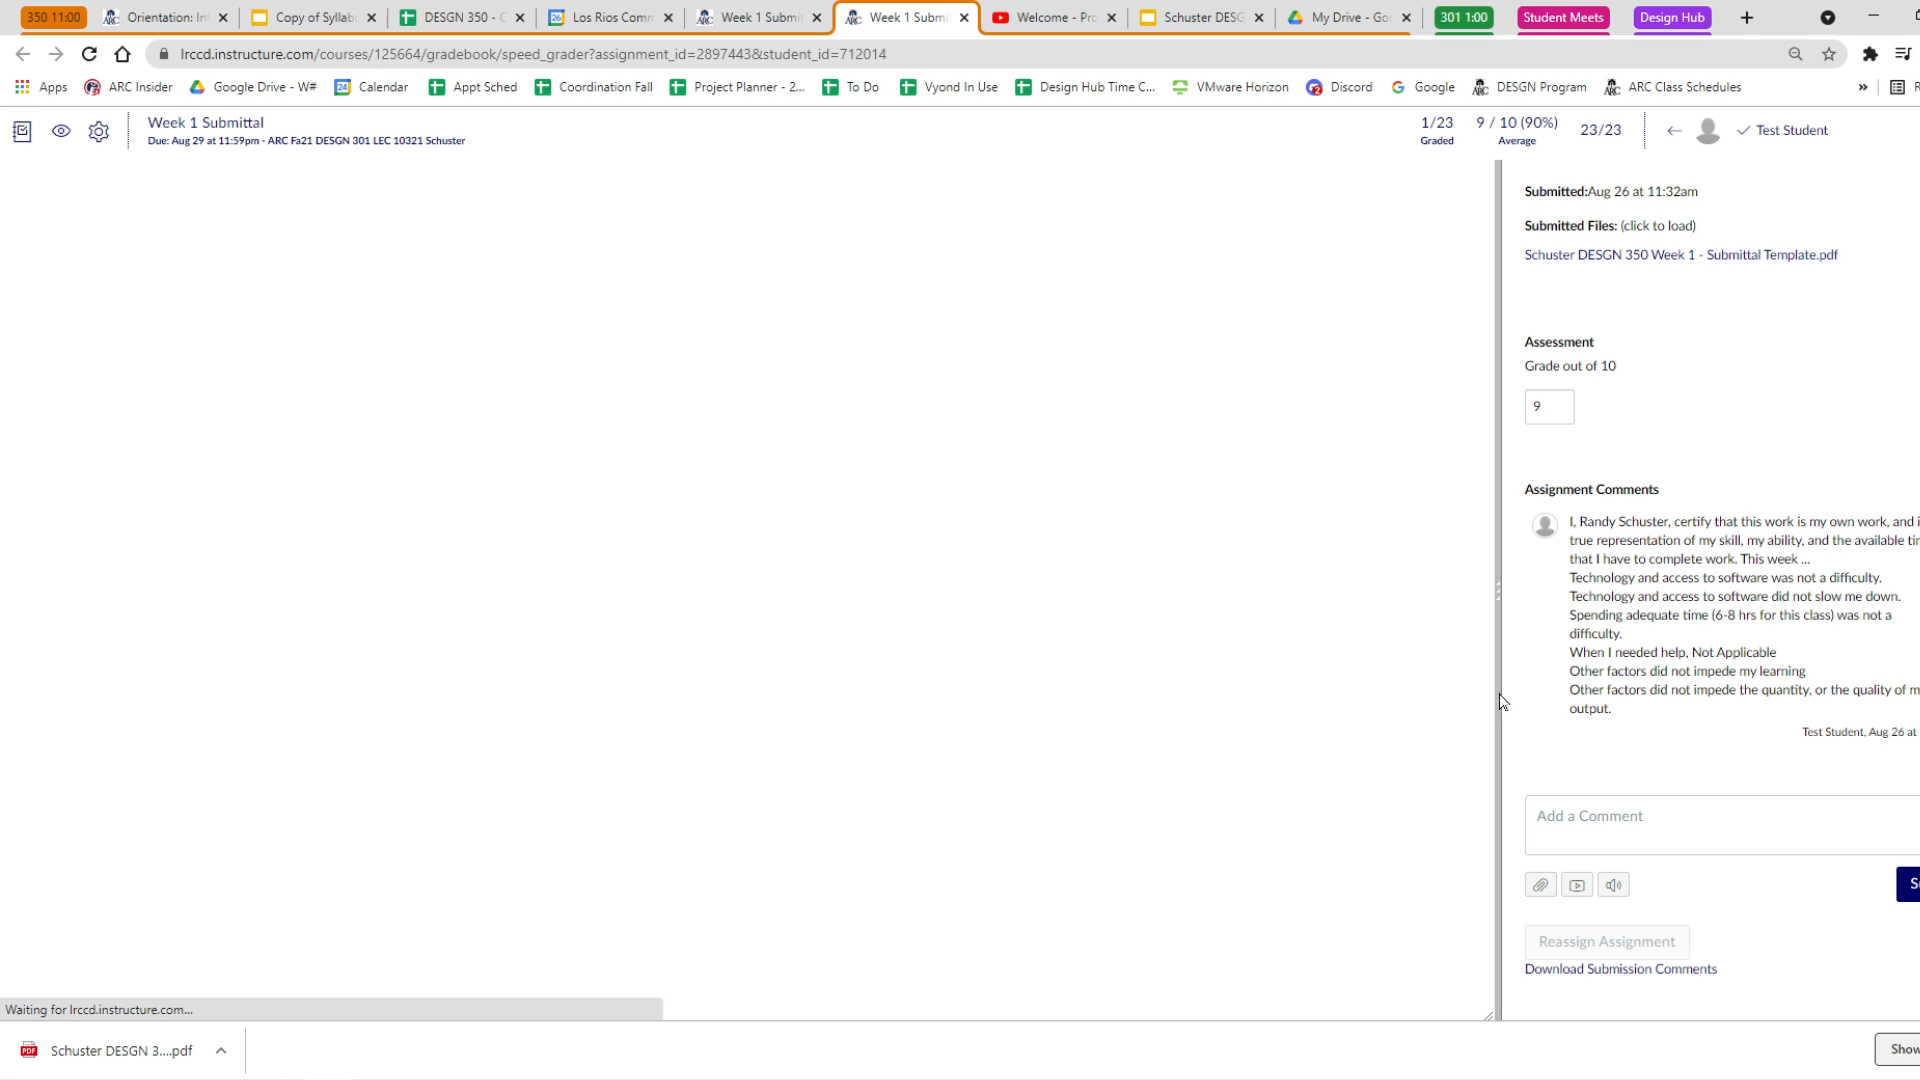 350 11:00
Orientation: In
Copy of Syllab
DESGN 350 - C
Los Rios Comm
Week 1 Submit
Week 1 Submi
Welcome - Pro
Schuster DESG
My Drive - Goo
301 1:00
Student Meets
Design Hub
lrccd.instructure.com/courses/125664/gradebook/speed_grader?assignment_id=2897443&student_id=712014
Apps
ARC Insider
Google Drive - W#
Calendar
Appt Sched
Coordination Fall
Project Planner - 2...
To Do
Vyond In Use
Design Hub Time C...
VMware Horizon
Discord
Google
DESGN Program
ARC Class Schedules
»
Week 1 Submittal
Due: Aug 29 at 11:59pm - ARC Fa21 DESGN 301 LEC 10321 Schuster
1/23
Graded
9 / 10 (90%)
Average
23/23
Test Student
Submitted:Aug 26 at 11:32am
Submitted Files: (click to load)
Schuster DESGN 350 Week 1 - Submittal Template.pdf
Assessment
Grade out of 10
9
Assignment Comments
I, Randy Schuster, certify that this work is my own work, and i
true representation of my skill, my ability, and the available tir
that I have to complete work. This week ...
Technology and access to software was not a difficulty.
Technology and access to software did not slow me down.
Spending adequate time (6-8 hrs for this class) was not a
difficulty.
When I needed help, Not Applicable
Other factors did not impede my learning
Other factors did not impede the quantity, or the quality of m
output.
Test Student, Aug 26 at
Add a Comment
Reassign Assignment
Download Submission Comments
Waiting for lrccd.instructure.com...
Schuster DESGN 3....pdf
Show